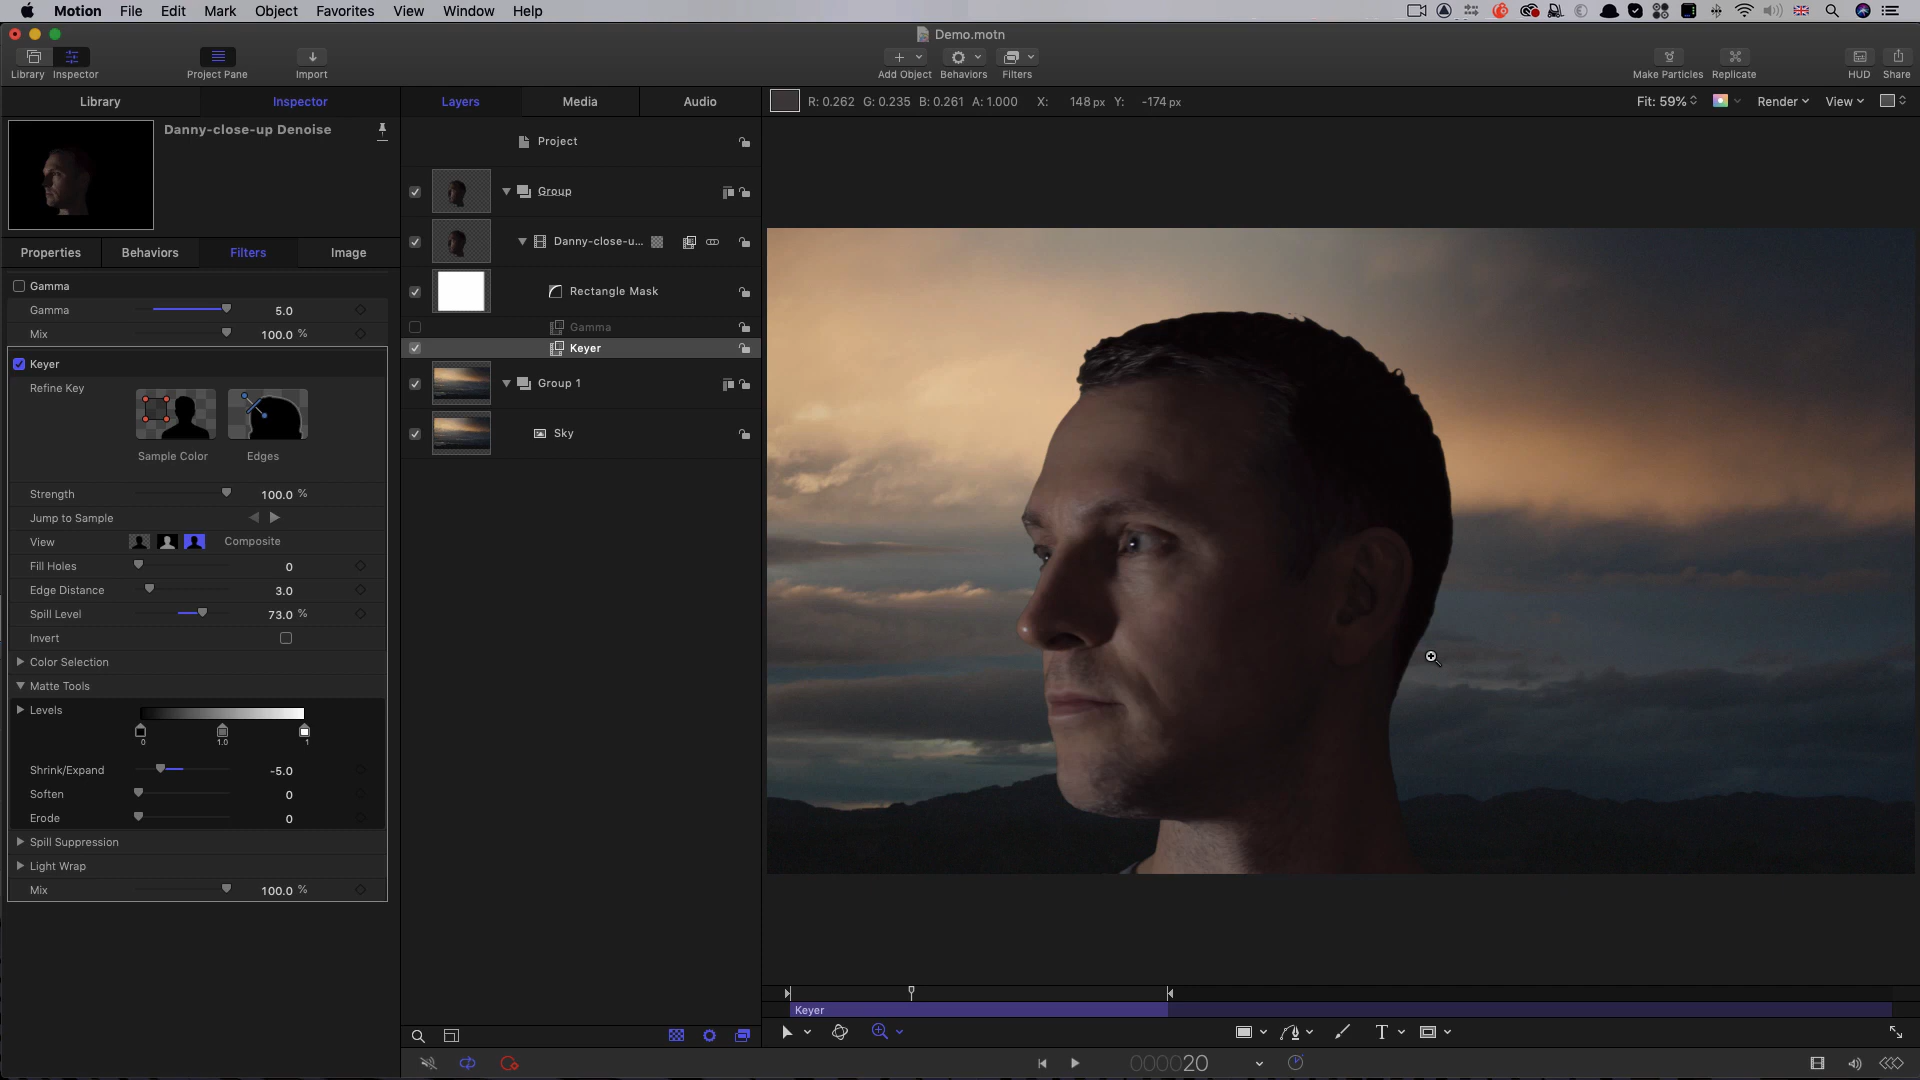 Motion File Edit Mark Object Favorites View Window Help
Demo.motn
Library Inspector Project Pane Import Add Object Behaviors Filters Make Particles Replicate HUD Share
Library Inspector Layers Media Audio R: 0.262 G: 0.235 B: 0.261 A: 1.000 X: 148 px Y: -174 px Fit: 59% Render View
Danny-close-up Denoise
Project
Group
Danny-close-u...
Properties Behaviors Filters Image
Gamma
Rectangle Mask
Gamma 5.0
Gamma
Mix 100.0 %
Keyer
Keyer
Group 1
Refine Key
Sky
Sample Color Edges
Strength 100.0 %
Jump to Sample
View Composite
Fill Holes 0
Edge Distance 3.0
Spill Level 73.0 %
Invert
Color Selection
Matte Tools
Levels
0 1.0 1
Shrink/Expand -5.0
Soften 0
Erode 0
Spill Suppression
Light Wrap
Mix 100.0 %
Keyer
T
000020